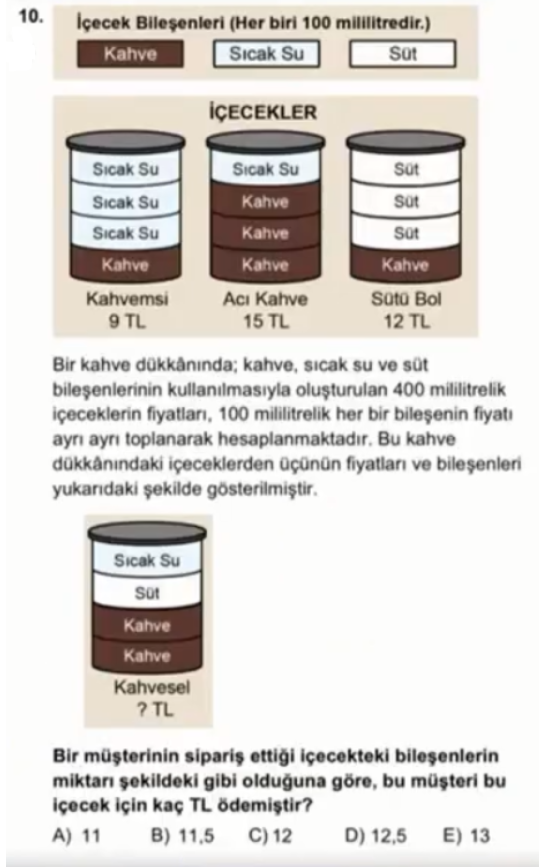 10.
İçecek Bileşenleri (Her biri 100 mililitredir.)
Kahve Sıcak Su Süt
İÇECEKLER
Sıcak Su Sıcak Su Süt
Sıcak Su Kahve Süt
Sıcak Su Kahve Süt
Kahve Kahve Kahve
Kahvemsi Acı Kahve Sütü Bol
9 TL 15 TL 12 TL
Bir kahve dükkânında; kahve, sıcak su ve süt
bileşenlerinin kullanılmasıyla oluşturulan 400 mililitrelik
içeceklerin fiyatları, 100 mililitrelik her bir bileşenin fiyatı
ayrı ayrı toplanarak hesaplanmaktadır. Bu kahve
dükkânındaki içeceklerden üçünün fiyatları ve bileşenleri
yukarıdaki şekilde gösterilmiştir.
Sıcak Su
Süt
Kahve
Kahve
Kahvesel
? TL
Bir müşterinin sipariş ettiği içecekteki bileşenlerin
miktarı şekildeki gibi olduğuna göre, bu müşteri bu
içecek için kaç TL ödemiştir?
A) 11 B) 11,5 C) 12 D) 12,5 E) 13